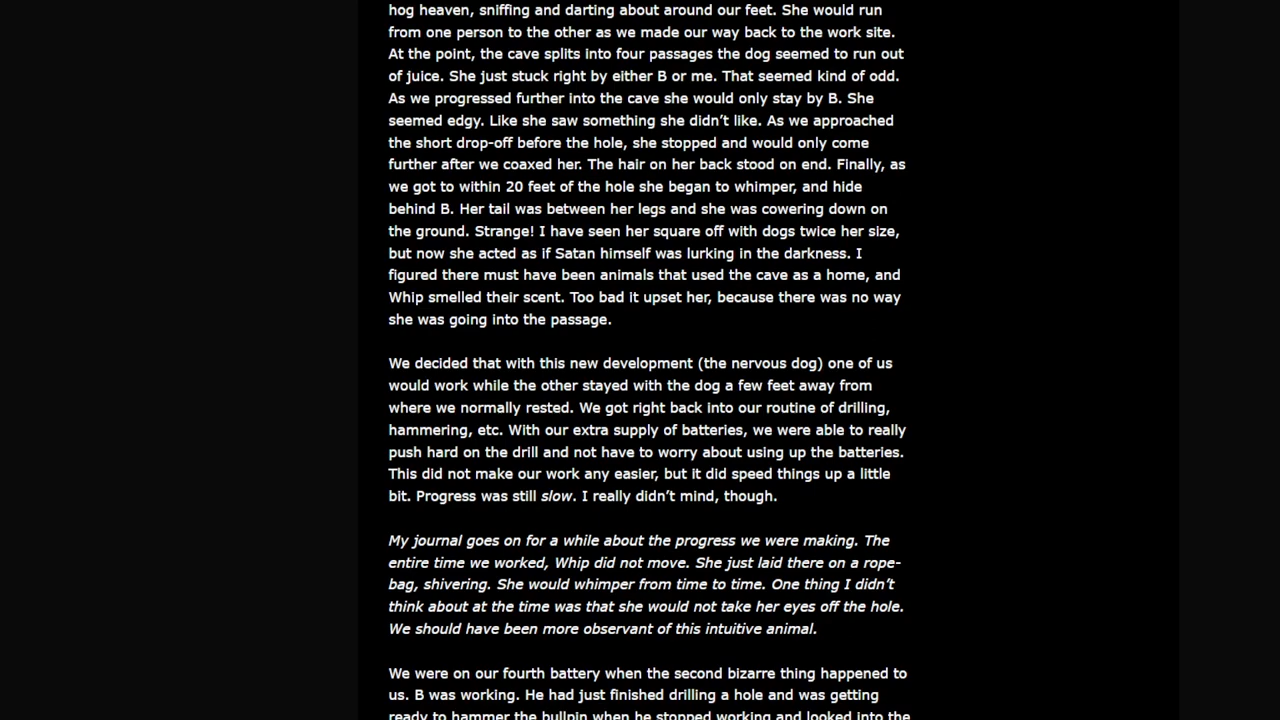 hog heaven, sniffing and darting about around our feet. She would run
from one person to the other as we made our way back to the work site.
At the point, the cave splits into four passages the dog seemed to run out
of juice. She just stuck right by either B or me. That seemed kind of odd.
As we progressed further into the cave she would only stay by B. She
seemed edgy. Like she saw something she didn’t like. As we approached
the short drop-off before the hole, she stopped and would only come
further after we coaxed her. The hair on her back stood on end. Finally, as
we got to within 20 feet of the hole she began to whimper, and hide
behind B. Her tail was between her legs and she was cowering down on
the ground. Strange! I have seen her square off with dogs twice her size,
but now she acted as if Satan himself was lurking in the darkness. I
figured there must have been animals that used the cave as a home, and
Whip smelled their scent. Too bad it upset her, because there was no way
she was going into the passage.
We decided that with this new development (the nervous dog) one of us
would work while the other stayed with the dog a few feet away from
where we normally rested. We got right back into our routine of drilling,
hammering, etc. With our extra supply of batteries, we were able to really
push hard on the drill and not have to worry about using up the batteries.
This did not make our work any easier, but it did speed things up a little
bit. Progress was still slow. I really didn’t mind, though.
My journal goes on for a while about the progress we were making. The
entire time we worked, Whip did not move. She just laid there on a rope-
bag, shivering. She would whimper from time to time. One thing I didn’t
think about at the time was that she would not take her eyes off the hole.
We should have been more observant of this intuitive animal.
We were on our fourth battery when the second bizarre thing happened to
us. B was working. He had just finished drilling a hole and was getting
ready to hammer the bullpin when he stopped working and looked into the